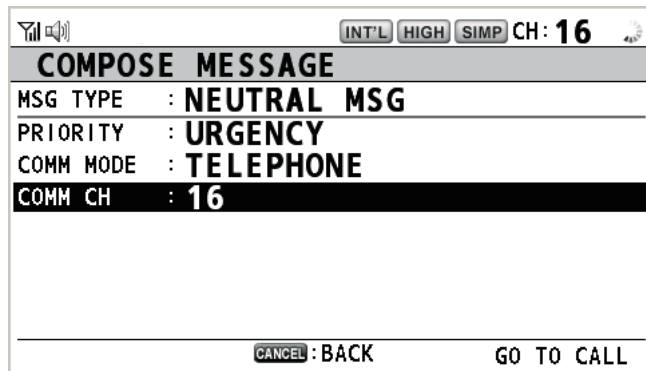 INT'L HIGH SIMP CH: 16
COMPOSE MESSAGE
MSG TYPE : NEUTRAL MSG
PRIORITY : URGENCY
COMM MODE : TELEPHONE
COMM CH : 16
CANCEL : BACK GO TO CALL